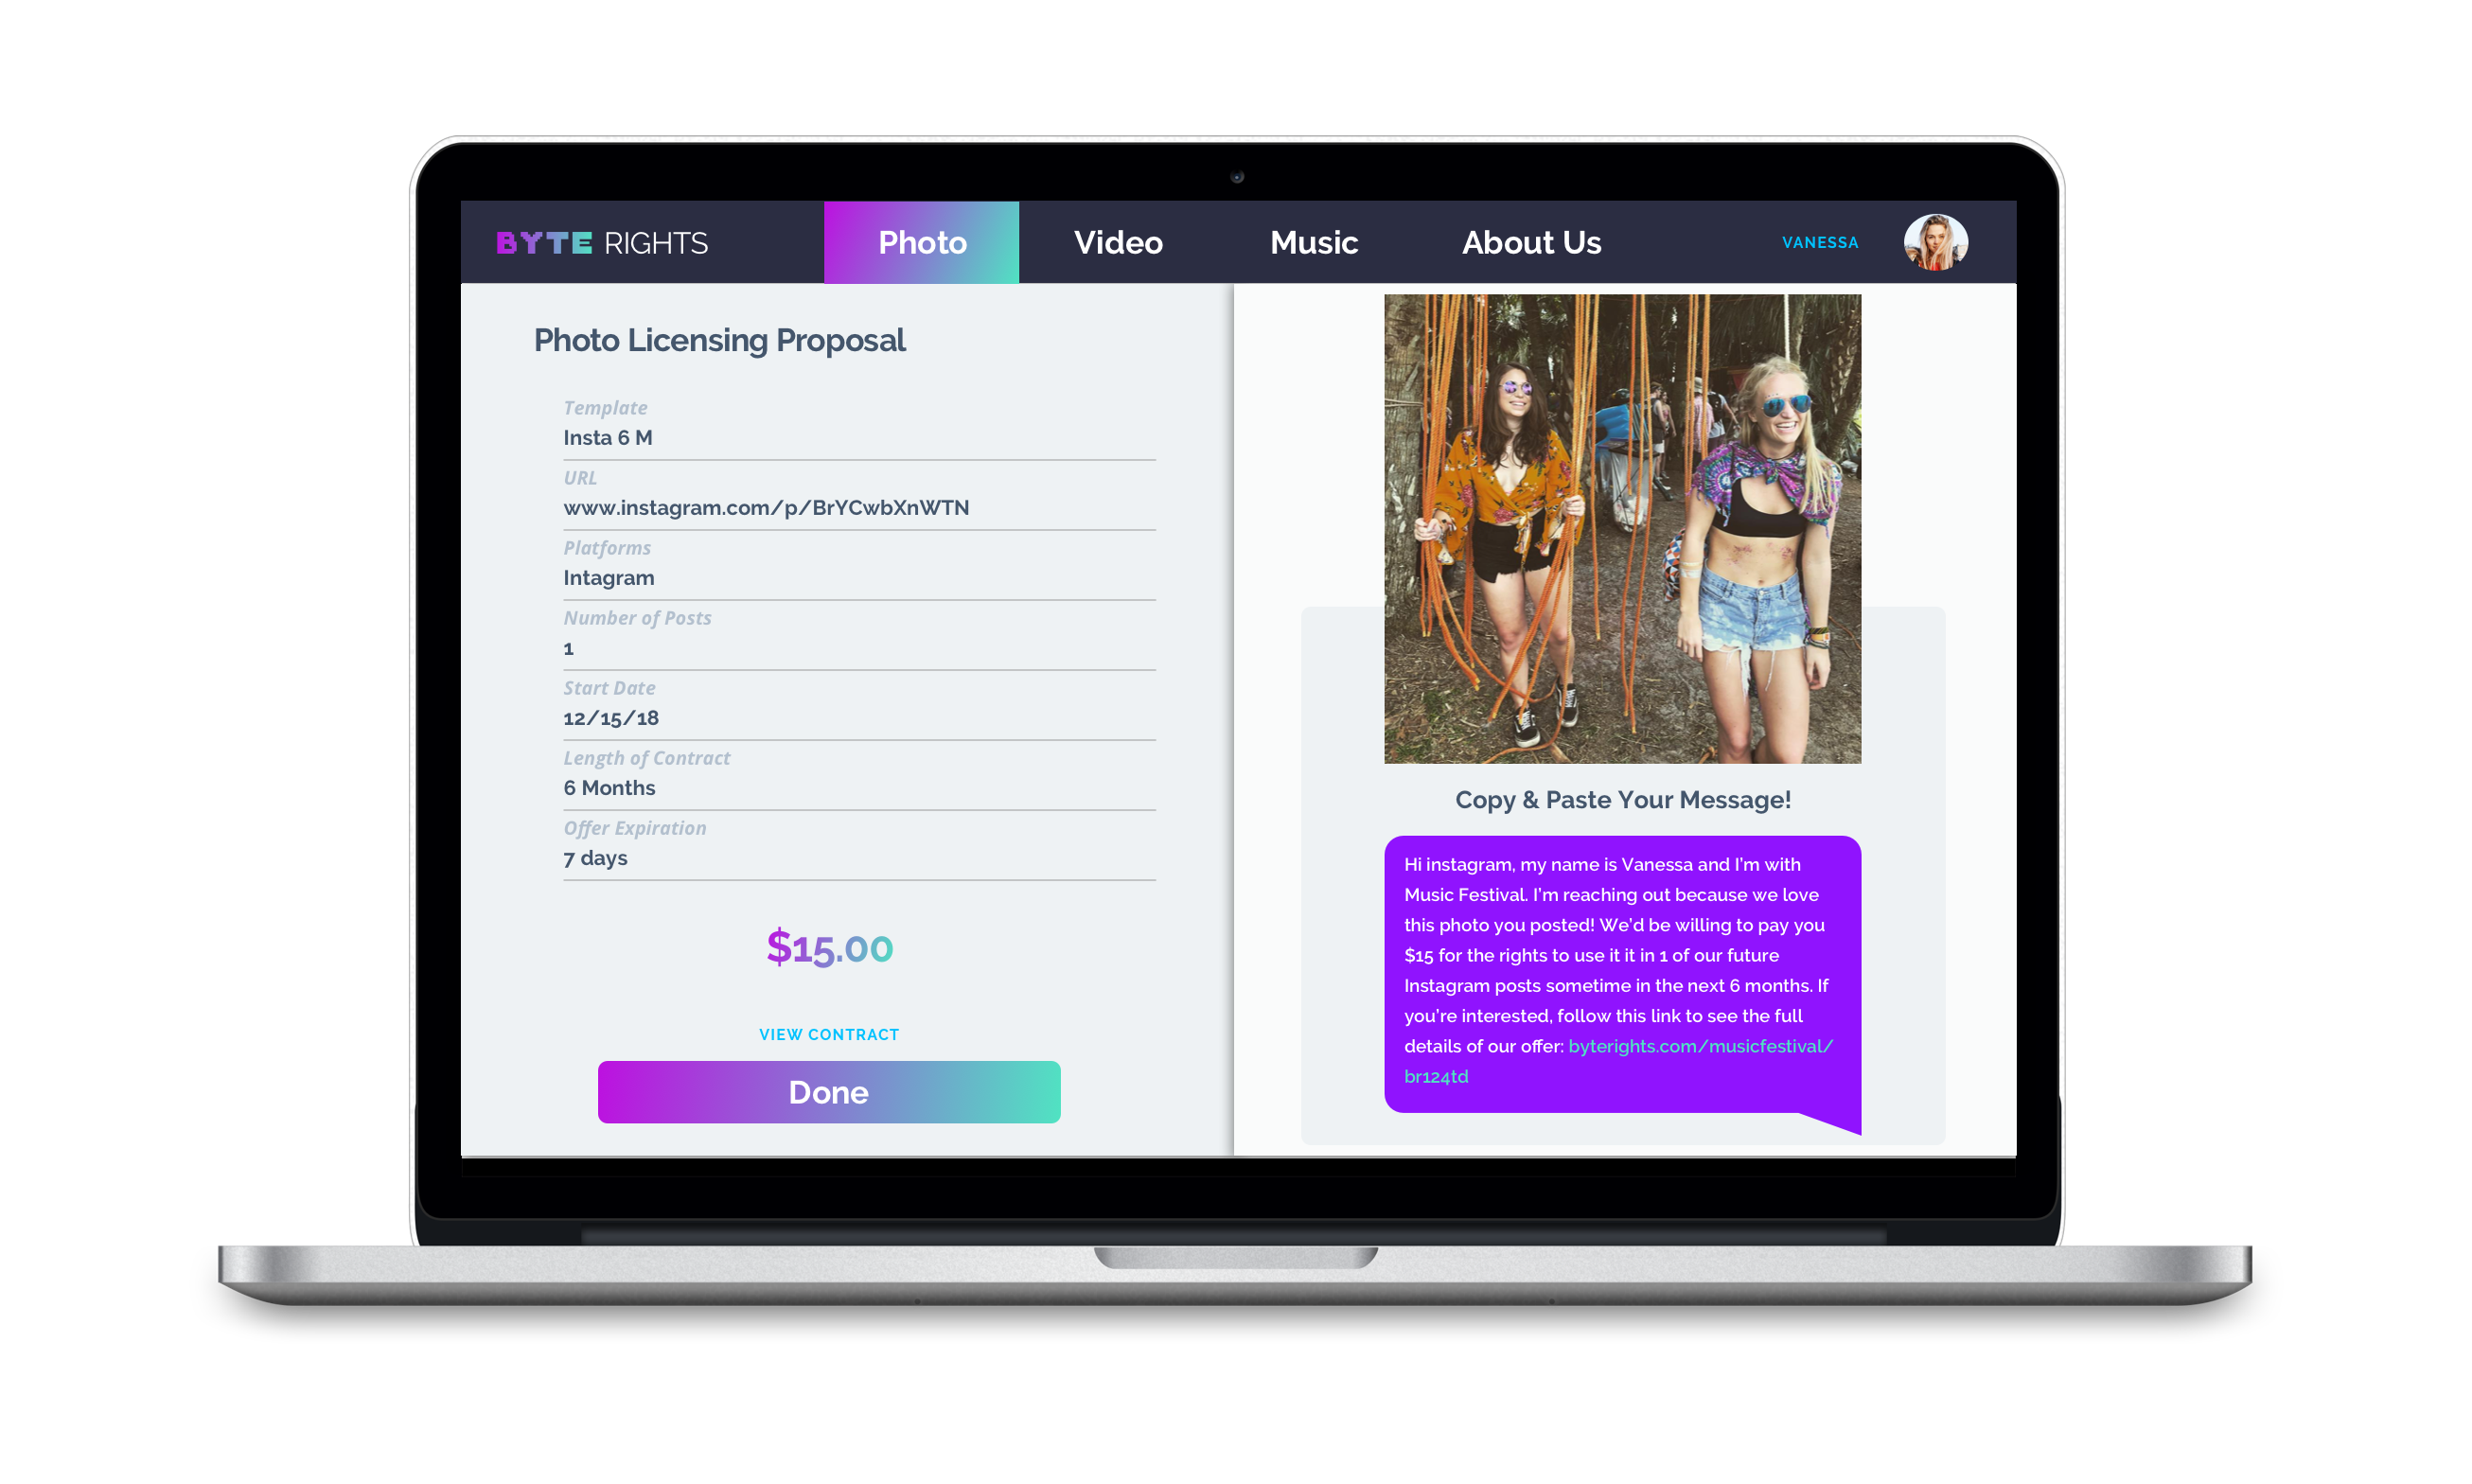 BYTE RIGHTS
Photo
Video
Music
About Us
VANESSA
Photo Licensing Proposal
Template
Insta 6 M
URL
www.instagram.com/p/BrYCwbXnWTN
Platforms
Intagram
Number of Posts
1
Start Date
12/15/18
Length of Contract
6 Months
Offer Expiration
7 days
$15.00
VIEW CONTRACT
Done
Copy & Paste Your Message!
Hi instagram, my name is Vanessa and I'm with
Music Festival. I'm reaching out because we love
this photo you posted! We'd be willing to pay you
$15 for the rights to use it it in 1 of our future
Instagram posts sometime in the next 6 months. If
you're interested, follow this link to see the full
details of our offer: byterights.com/musicfestival/
br124td